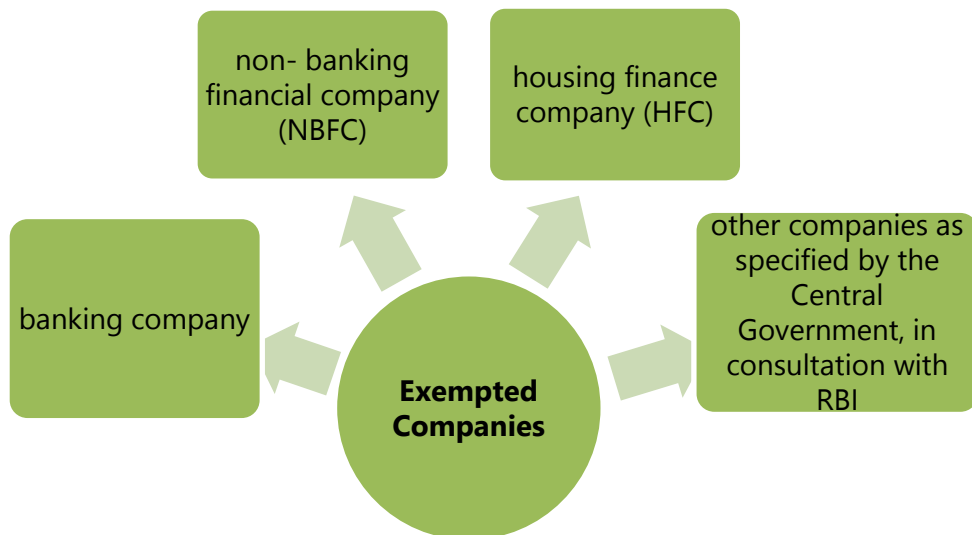 non- banking
financial company
(NBFC)
housing finance
company (HFC)
banking company
other companies as
specified by the
Central
Government, in
consultation with
RBI
Exempted
Companies